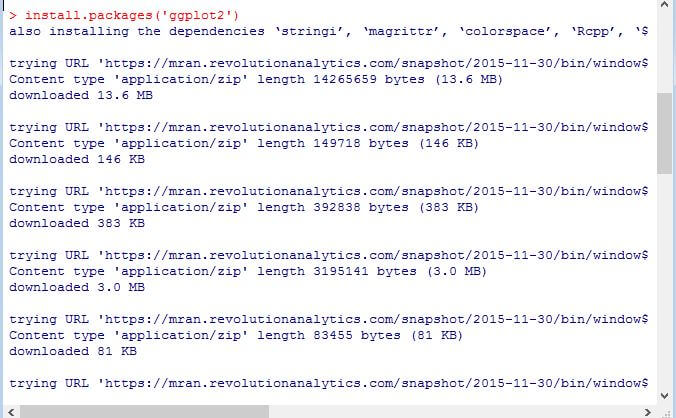 > install.packages('ggplot2')
also installing the dependencies ‘stringi’, ‘magrittr’, ‘colorspace’, ‘Rcpp’, ‘$
trying URL 'https://mran.revolutionanalytics.com/snapshot/2015-11-30/bin/window$
Content type 'application/zip' length 14265659 bytes (13.6 MB)
downloaded 13.6 MB
trying URL 'https://mran.revolutionanalytics.com/snapshot/2015-11-30/bin/window$
Content type 'application/zip' length 149718 bytes (146 KB)
downloaded 146 KB
trying URL 'https://mran.revolutionanalytics.com/snapshot/2015-11-30/bin/window$
Content type 'application/zip' length 392838 bytes (383 KB)
downloaded 383 KB
trying URL 'https://mran.revolutionanalytics.com/snapshot/2015-11-30/bin/window$
Content type 'application/zip' length 3195141 bytes (3.0 MB)
downloaded 3.0 MB
trying URL 'https://mran.revolutionanalytics.com/snapshot/2015-11-30/bin/window$
Content type 'application/zip' length 83455 bytes (81 KB)
downloaded 81 KB
trying URL 'https://mran.revolutionanalytics.com/snapshot/2015-11-30/bin/window$